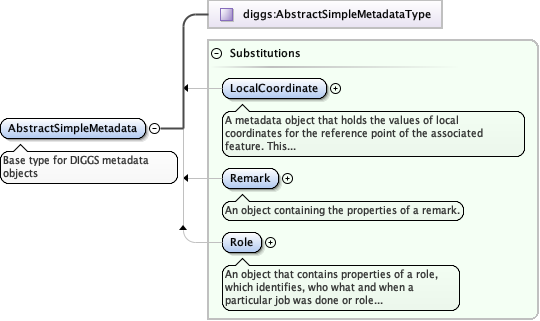 diggs:AbstractSimpleMetadataType
Substitutions
LocalCoordinate
A metadata object that holds the values of local
coordinates for the reference point of the associated
feature. This...
AbstractSimpleMetadata
Base type for DIGGS metadata
objects
Remark
An object containing the properties of a remark.
Role
An object that contains properties of a role,
which identifies, who what and when a
particular job was done or role...